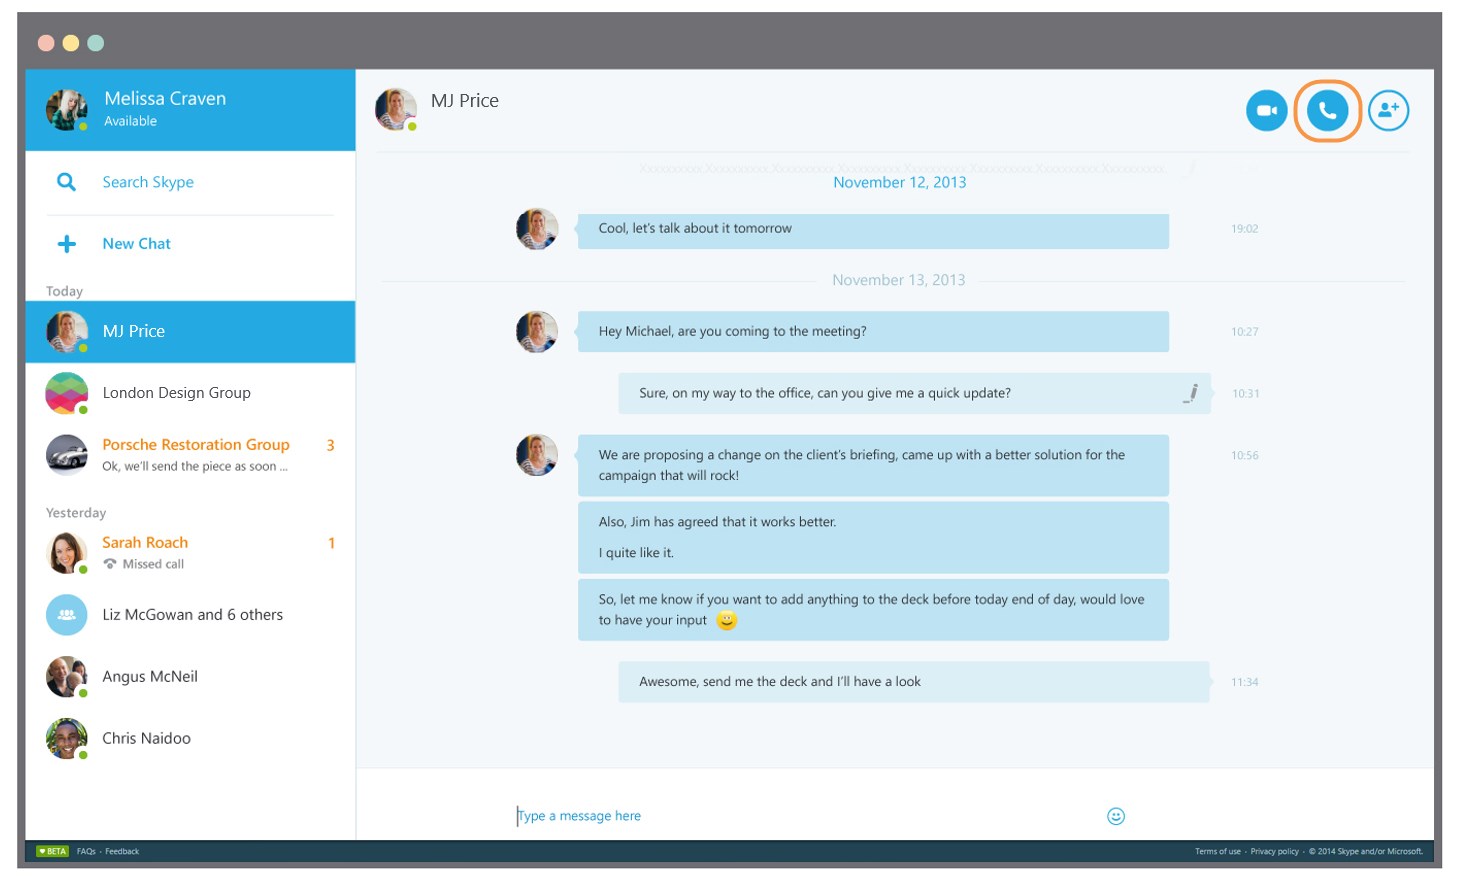 Melissa Craven
Available
Search Skype
New Chat
Today
MJ Price
London Design Group
Porsche Restoration Group 3
Ok, we'll send the piece as soon ...
Yesterday
Sarah Roach 1
Missed call
Liz McGowan and 6 others
Angus McNeil
Chris Naidoo
MJ Price
November 12, 2013
Cool, let's talk about it tomorrow 19:02
November 13, 2013
Hey Michael, are you coming to the meeting? 10:27
Sure, on my way to the office, can you give me a quick update? 10:31
We are proposing a change on the client's briefing, came up with a better solution for the 10:56
campaign that will rock!
Also, Jim has agreed that it works better.
I quite like it.
So, let me know if you want to add anything to the deck before today end of day, would love
to have your input
Awesome, send me the deck and I'll have a look 11:34
Type a message here
BETA FAQs - Feedback
Terms of use - Privacy policy - © 2014 Skype and/or Microsoft.